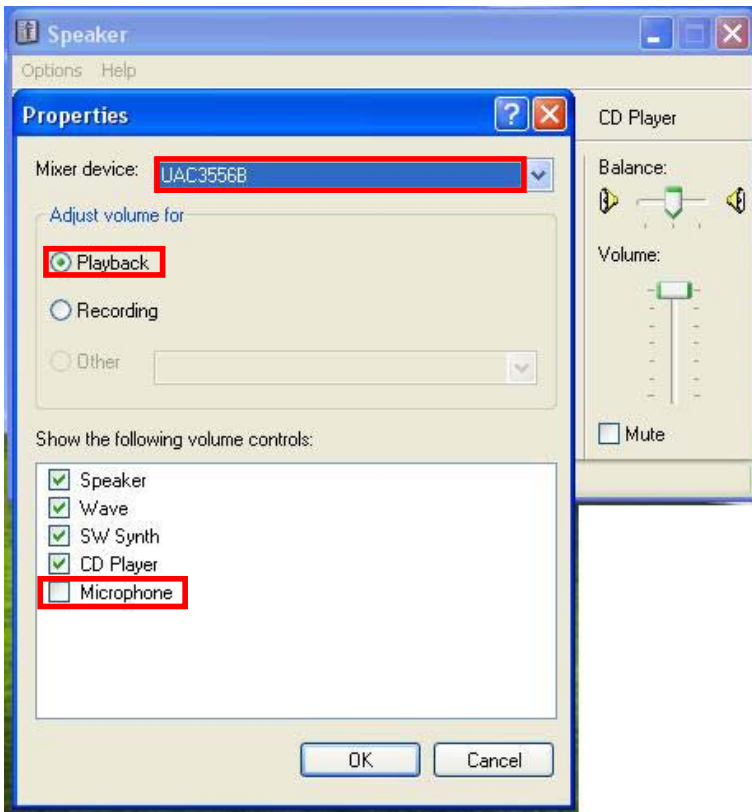 Speaker
Options Help
Properties
CD Player
Mixer device: UAC3556B
Balance:
Adjust volume for
Playback
Volume:
Recording
Other
Show the following volume controls:
Mute
Speaker
Wave
SW Synth
CD Player
Microphone
OK Cancel